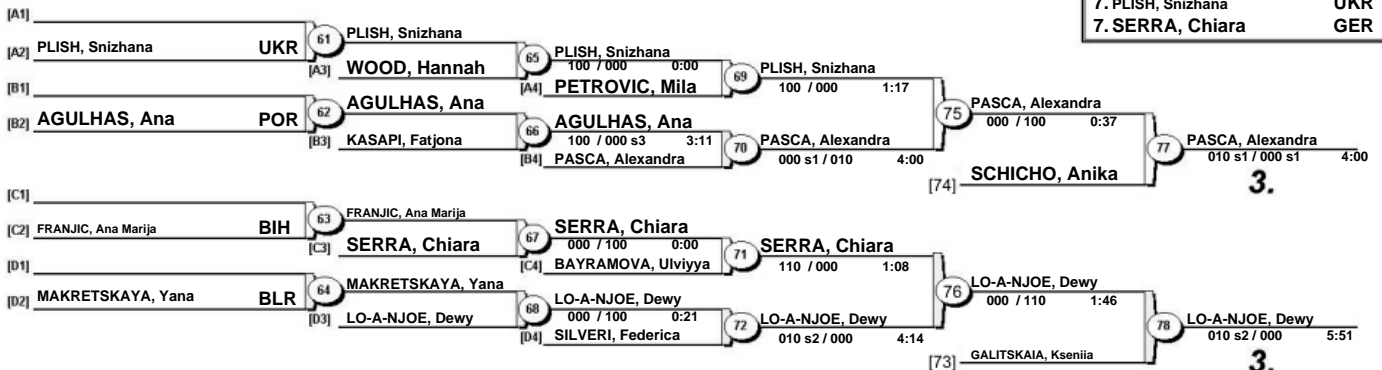 7. PLISH, Snizhana UKR
7. SERRA, Chiara GER
[A1]
[A2] PLISH, Snizhana UKR
61
PLISH, Snizhana
[A3] WOOD, Hannah
65
PLISH, Snizhana
100 / 000 0:00
[A4] PETROVIC, Mila
69
PLISH, Snizhana
100 / 000 1:17
[B1]
[B2] AGULHAS, Ana POR
62
AGULHAS, Ana
[B3] KASAPI, Fatjona
66
AGULHAS, Ana
100 / 000 s3 3:11
[B4] PASCA, Alexandra
70
PASCA, Alexandra
000 s1 / 010 4:00
75
PASCA, Alexandra
000 / 100 0:37
[74] SCHICHO, Anika
77
PASCA, Alexandra
010 s1 / 000 s1 4:00
3.
[C1]
[C2] FRANJIC, Ana Marija BIH
63
FRANJIC, Ana Marija
[C3] SERRA, Chiara
67
SERRA, Chiara
000 / 100 0:00
[C4] BAYRAMOVA, Ulviyya
71
SERRA, Chiara
110 / 000 1:08
[D1]
[D2] MAKRETSKAYA, Yana BLR
64
MAKRETSKAYA, Yana
[D3] LO-A-NJOE, Dewy
68
LO-A-NJOE, Dewy
000 / 100 0:21
[D4] SILVERI, Federica
72
LO-A-NJOE, Dewy
010 s2 / 000 4:14
76
LO-A-NJOE, Dewy
000 / 110 1:46
[73] GALITSKAIA, Kseniia
78
LO-A-NJOE, Dewy
010 s2 / 000 5:51
3.